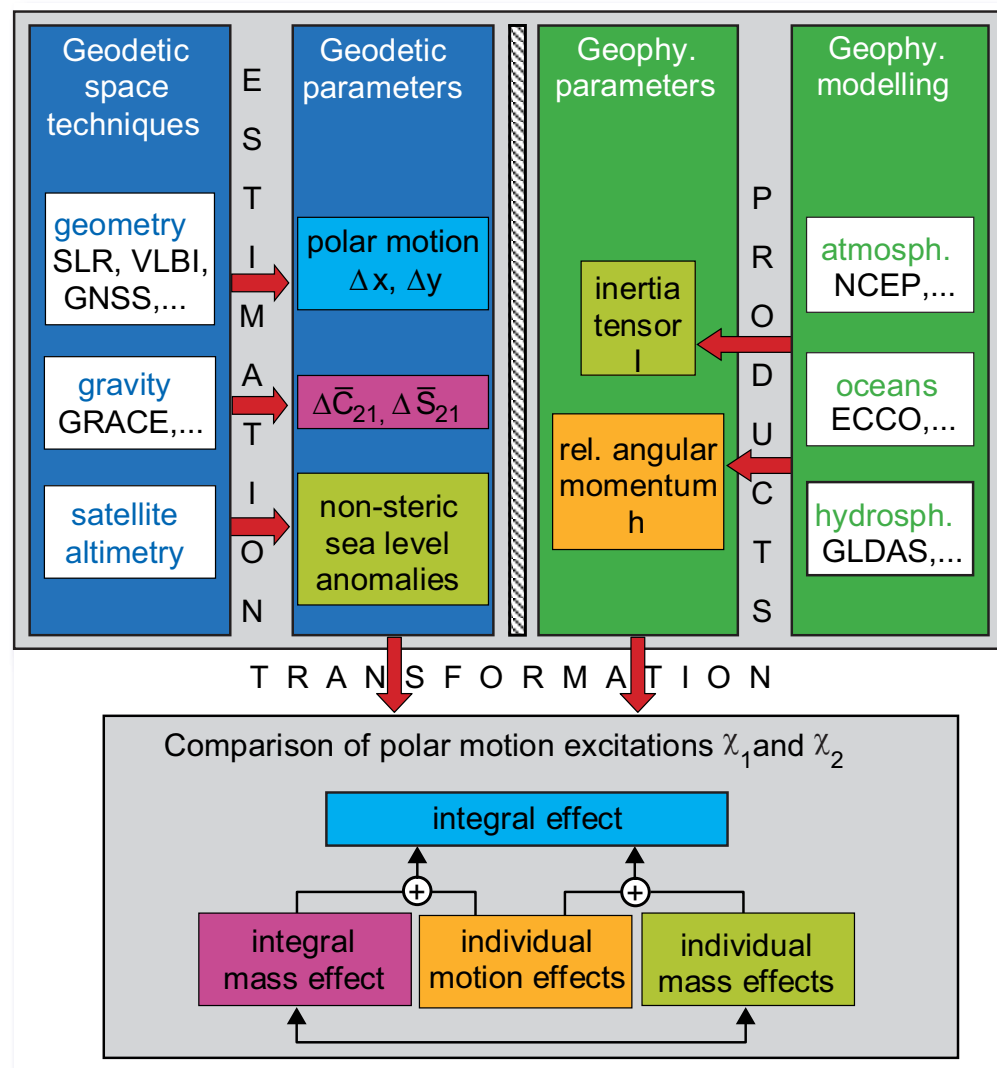 Geodetic
space
techniques
geometry
SLR, VLBI,
GNSS,...
gravity
GRACE,...
satellite
altimetry
ESTIMATION
Geodetic
parameters
polar motion
Δx, Δy
ΔC̅₂₁, ΔS̅₂₁
non-steric
sea level
anomalies
Geophy.
parameters
inertia
tensor
I
rel. angular
momentum
h
PRODUCTS
Geophy.
modelling
atmosph.
NCEP,...
oceans
ECCO,...
hydrosph.
GLDAS,...
TRANSFORMATION
Comparison of polar motion excitations χ₁and χ₂
integral effect
+ +
integral
mass effect
individual
motion effects
individual
mass effects